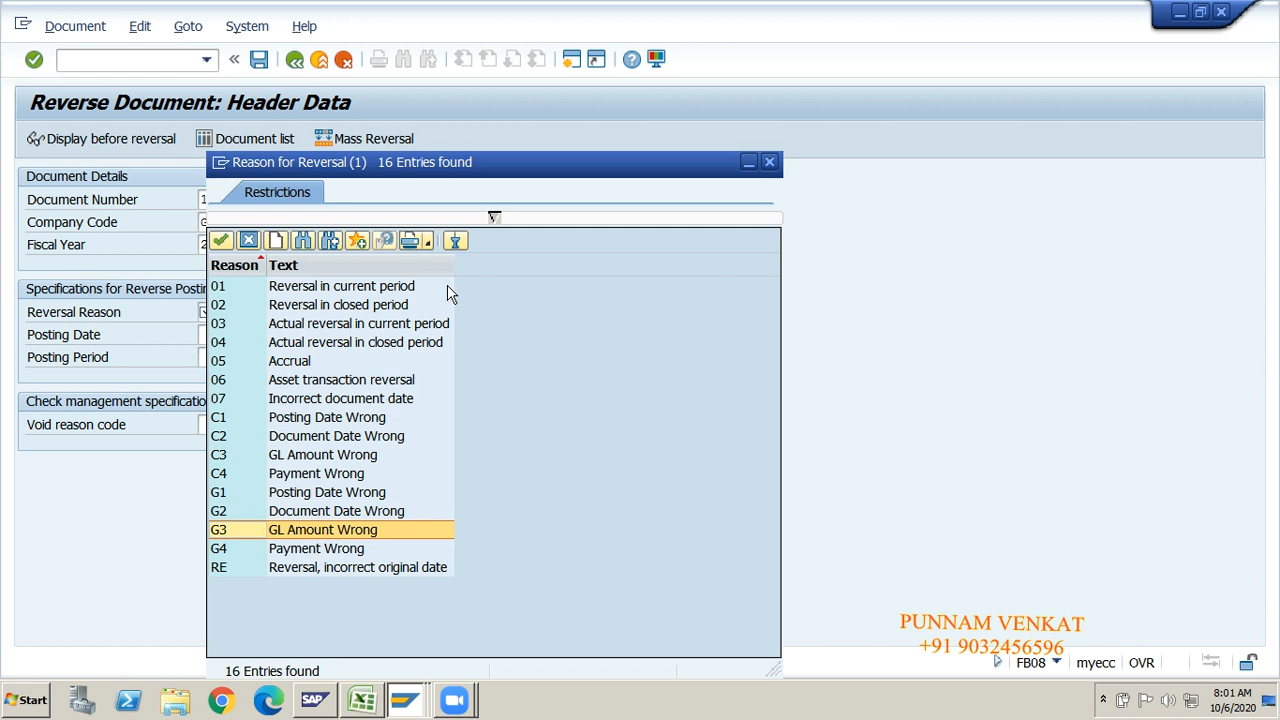 Document Edit Goto System Help
Reverse Document: Header Data
Display before reversal Document list Mass Reversal
Reason for Reversal (1) 16 Entries found
Restrictions
Document Details
Document Number 1
Company Code G
Fiscal Year 2
Specifications for Reverse Postin
Reversal Reason
Posting Date
Posting Period
Check management specificatio
Void reason code
Reason Text
01 Reversal in current period
02 Reversal in closed period
03 Actual reversal in current period
04 Actual reversal in closed period
05 Accrual
06 Asset transaction reversal
07 Incorrect document date
C1 Posting Date Wrong
C2 Document Date Wrong
C3 GL Amount Wrong
C4 Payment Wrong
G1 Posting Date Wrong
G2 Document Date Wrong
G3 GL Amount Wrong
G4 Payment Wrong
RE Reversal, incorrect original date
16 Entries found
PUNNAM VENKAT
+91 9032456596
FB08 myecc OVR
Start SAP 8:01 AM
10/6/2020